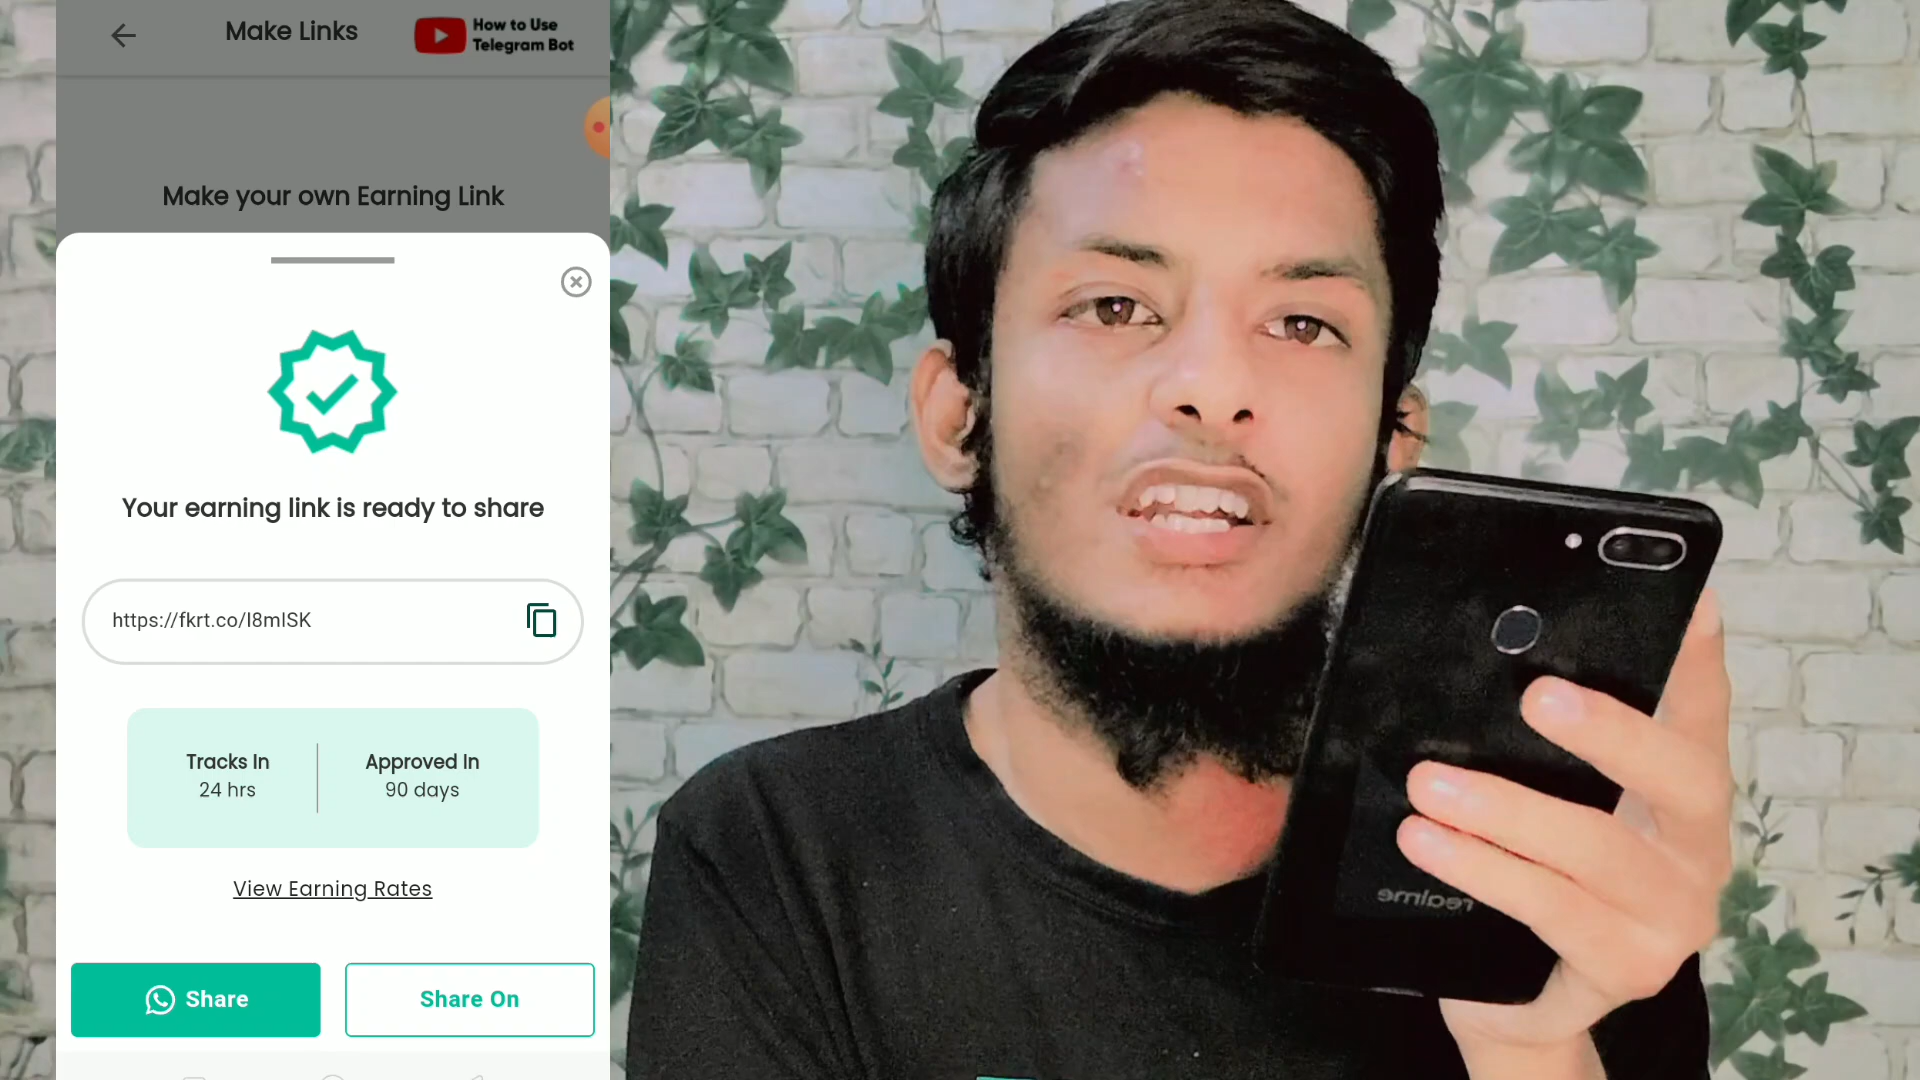 Make Links
How to Use
Telegram Bot
Make your own Earning Link
Your earning link is ready to share
https://fkrt.co/I8mISK
Tracks In
24 hrs
Approved In
90 days
View Earning Rates
Share
Share On
realme